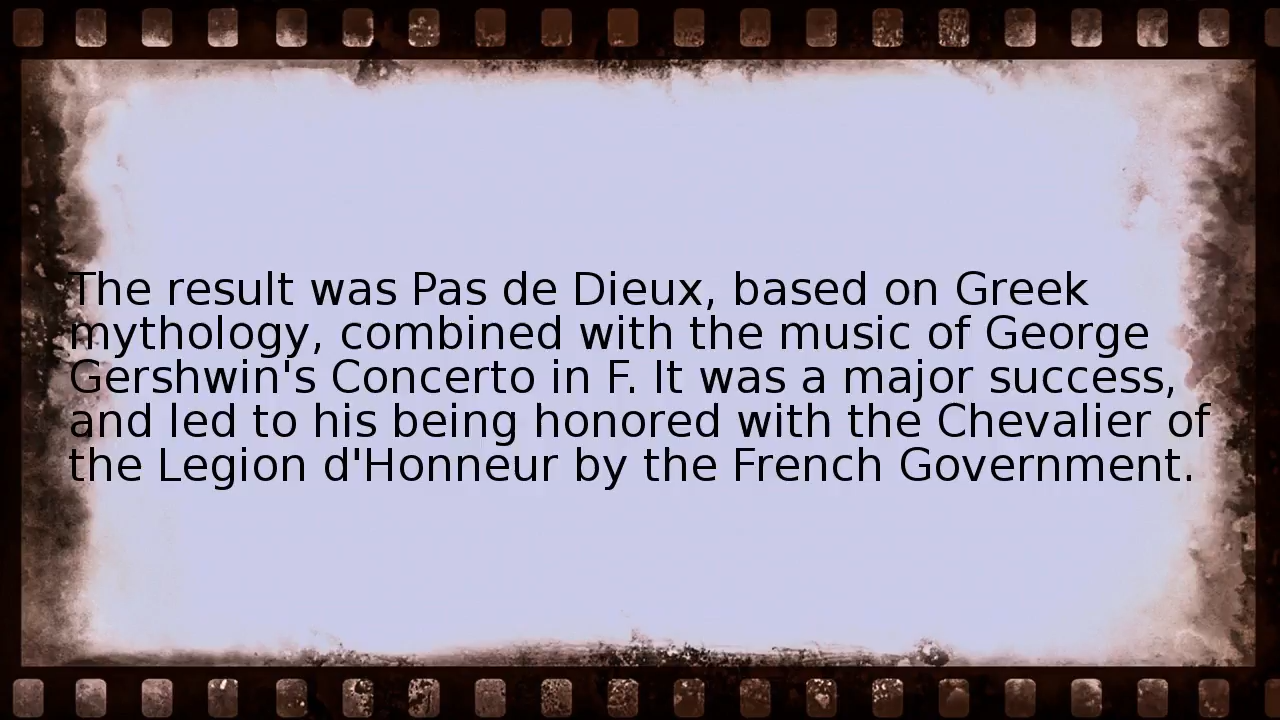 The result was Pas de Dieux, based on Greek
mythology, combined with the music of George
Gershwin's Concerto in F. It was a major success,
and led to his being honored with the Chevalier of
the Legion d'Honneur by the French Government.